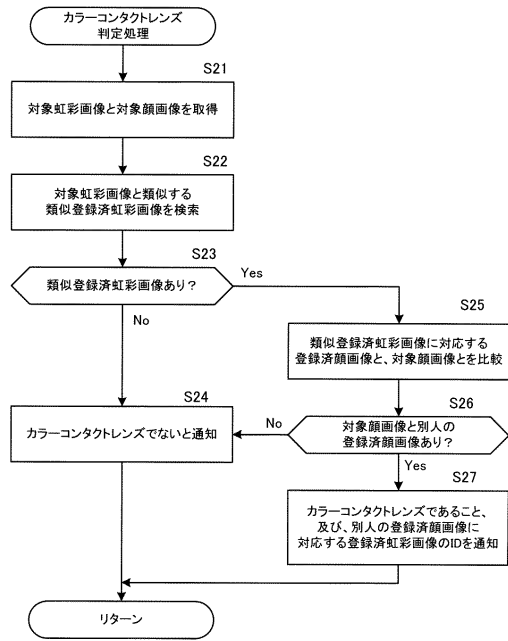 カラーコンタクトレンズ
判定処理
S21
対象虹彩画像と対象顔画像を取得
S22
対象虹彩画像と類似する
類似登録済虹彩画像を検索
S23
類似登録済虹彩画像あり？
Yes
No
S25
類似登録済虹彩画像に対応する
登録済顔画像と、対象顔画像とを比較
S24
カラーコンタクトレンズでないと通知
S26
対象顔画像と別人の
登録済顔画像あり？
No
Yes
S27
カラーコンタクトレンズであること、
及び、別人の登録済顔画像に
対応する登録済虹彩画像のIDを通知
リターン